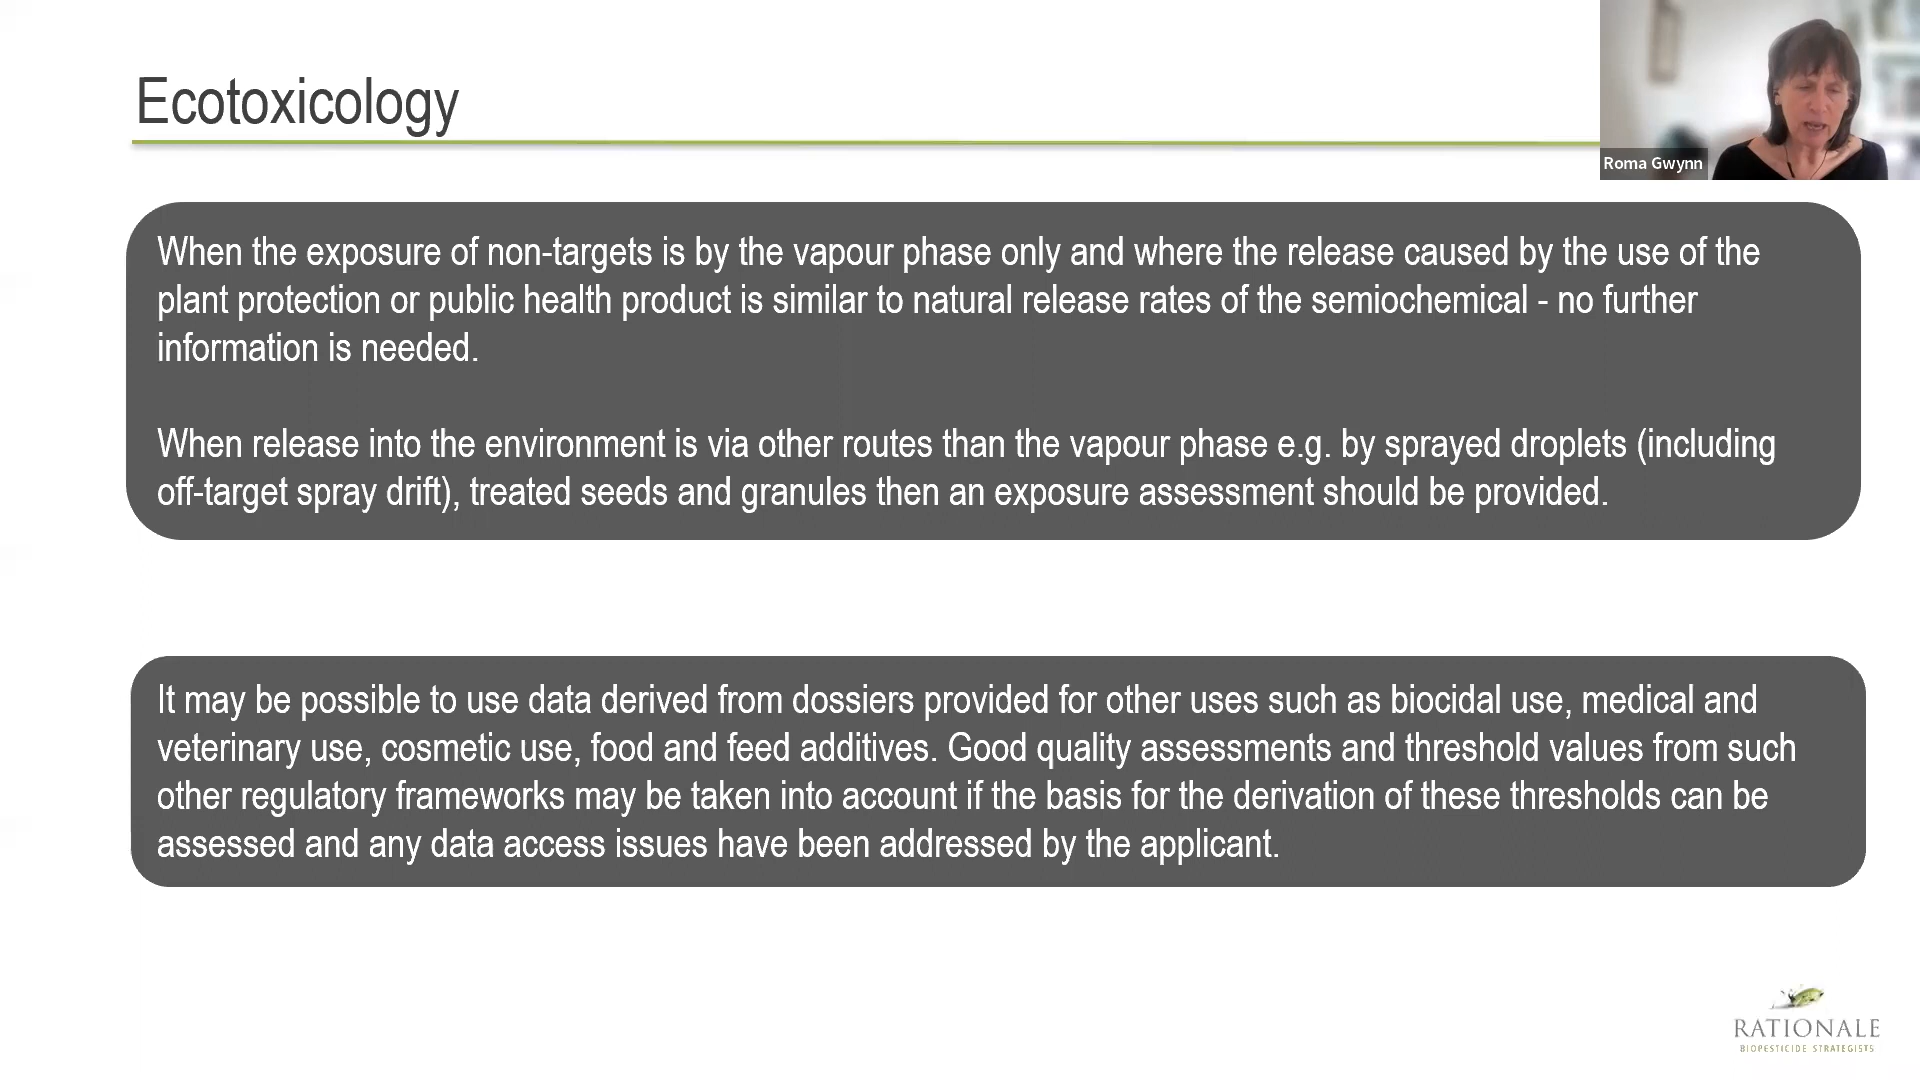 Ecotoxicology
Roma Gwynn
When the exposure of non-targets is by the vapour phase only and where the release caused by the use of the
plant protection or public health product is similar to natural release rates of the semiochemical - no further
information is needed.
When release into the environment is via other routes than the vapour phase e.g. by sprayed droplets (including
off-target spray drift), treated seeds and granules then an exposure assessment should be provided.
It may be possible to use data derived from dossiers provided for other uses such as biocidal use, medical and
veterinary use, cosmetic use, food and feed additives. Good quality assessments and threshold values from such
other regulatory frameworks may be taken into account if the basis for the derivation of these thresholds can be
assessed and any data access issues have been addressed by the applicant.
RATIONALE
BIOPESTICIDE STRATEGISTS